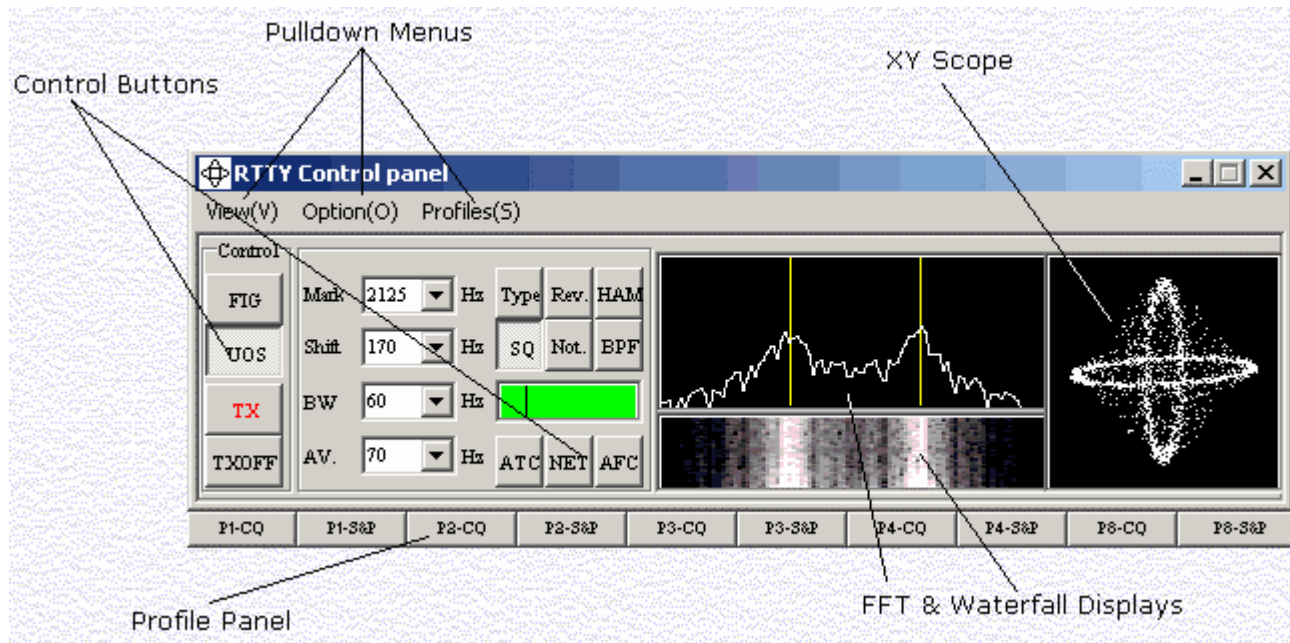 Pulldown Menus
XY Scope
Control Buttons
RTTY Control panel
View(V) Option(O) Profiles(S)
Control
FIG
UOS
TX
TXOFF
Mark 2125 Hz
Shift 170 Hz
BW 60 Hz
AV. 70 Hz
Type Rev. HAM
SQ Not. BPF
ATC NET AFC
P1-CQ P1-S&P P2-CQ P2-S&P P3-CQ P3-S&P P4-CQ P4-S&P P8-CQ P8-S&P
FFT & Waterfall Displays
Profile Panel